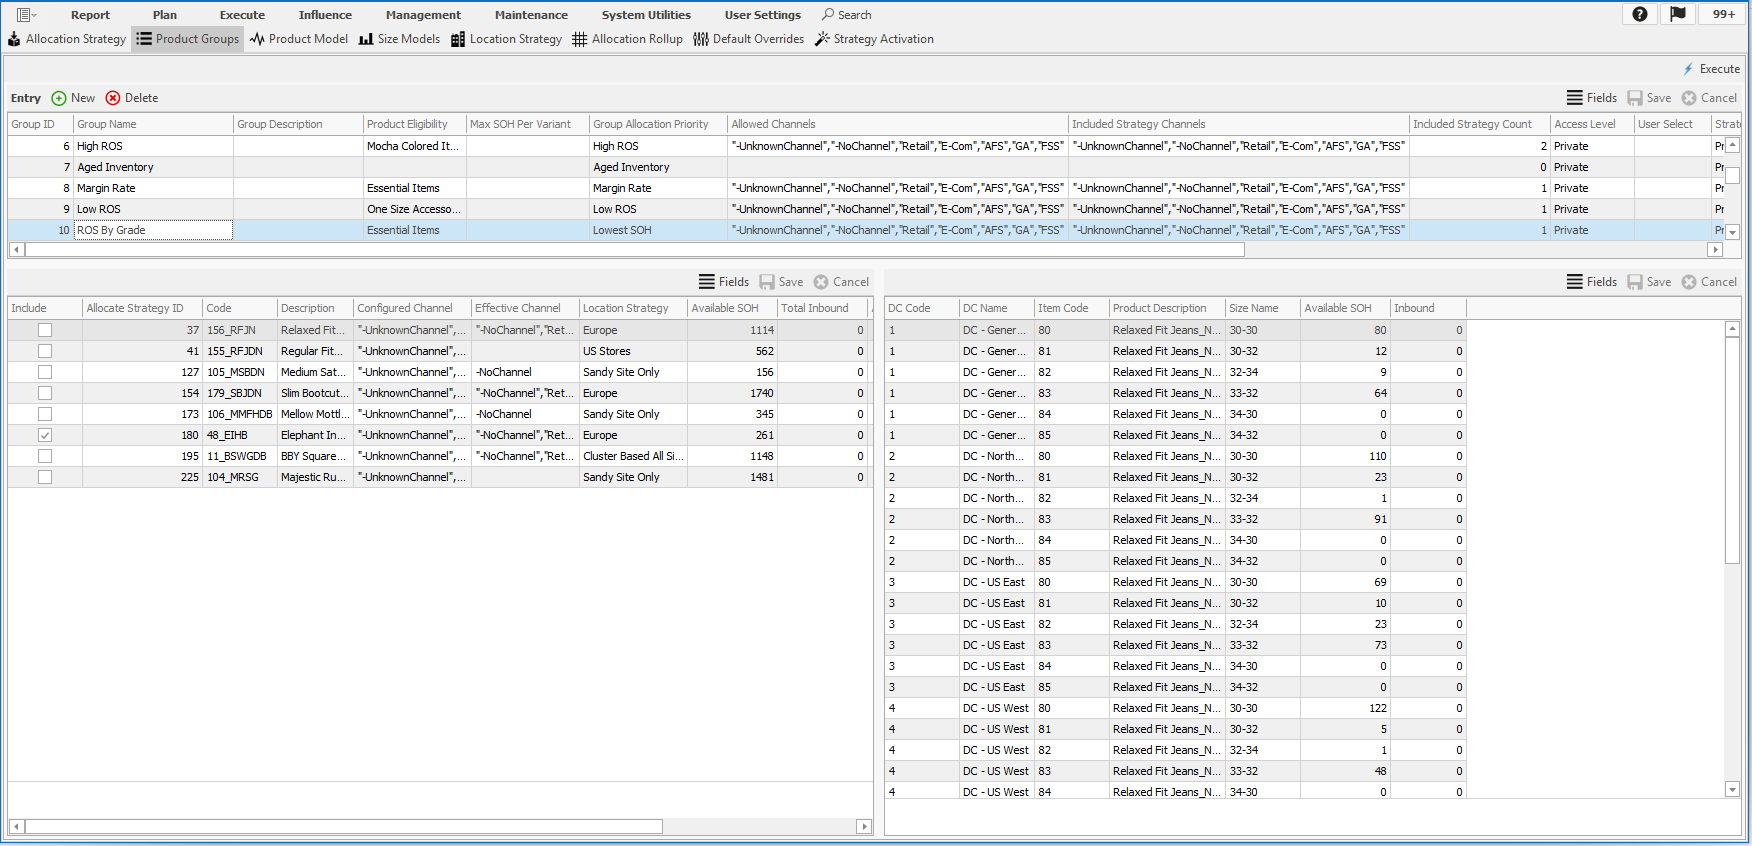 Report Plan Execute Influence Management Maintenance System Utilities User Settings Search 99+
Allocation Strategy Product Groups Product Model Size Models Location Strategy Allocation Rollup Default Overrides Strategy Activation
Execute
Entry New Delete Fields Save Cancel
Group ID Group Name Group Description Product Eligibility Max SOH Per Variant Group Allocation Priority Allowed Channels Included Strategy Channels Included Strategy Count Access Level User Select Strate
6 High ROS Mocha Colored It... High ROS "-UnknownChannel","-NoChannel","Retail","E-Com","AFS","GA","FSS" "-UnknownChannel","-NoChannel","Retail","E-Com","AFS","GA","FSS" 2 Private Pr
7 Aged Inventory Aged Inventory 0 Private Pr
8 Margin Rate Essential Items Margin Rate "-UnknownChannel","-NoChannel","Retail","E-Com","AFS","GA","FSS" "-UnknownChannel","-NoChannel","Retail","E-Com","AFS","GA","FSS" 1 Private Pr
9 Low ROS One Size Accesso... Low ROS "-UnknownChannel","-NoChannel","Retail","E-Com","AFS","GA","FSS" "-UnknownChannel","-NoChannel","Retail","E-Com","AFS","GA","FSS" 1 Private Pr
10 ROS By Grade Essential Items Lowest SOH "-UnknownChannel","-NoChannel","Retail","E-Com","AFS","GA","FSS" "-UnknownChannel","-NoChannel","Retail","E-Com","AFS","GA","FSS" 1 Private Pr
Fields Save Cancel
Include Allocate Strategy ID Code Description Configured Channel Effective Channel Location Strategy Available SOH Total Inbound
37 156_RFJN Relaxed Fit... "-UnknownChannel",... "-NoChannel","Ret... Europe 1114 0
41 155_RFJDN Regular Fit... "-UnknownChannel",... US Stores 562 0
127 105_MSBDN Medium Sat... "-UnknownChannel",... -NoChannel Sandy Site Only 156 0
154 179_SBJDN Slim Bootcut... "-UnknownChannel",... "-NoChannel","Ret... Europe 1740 0
173 106_MMFHDB Mellow Mottl... "-UnknownChannel",... -NoChannel Sandy Site Only 345 0
180 48_EIHB Elephant In... "-UnknownChannel",... "-NoChannel","Ret... Europe 261 0
195 11_BSWGDB BBY Square... "-UnknownChannel",... "-NoChannel","Ret... Cluster Based All Si... 1148 0
225 104_MRSG Majestic Ru... "-UnknownChannel",... Sandy Site Only 1481 0
Fields Save Cancel
DC Code DC Name Item Code Product Description Size Name Available SOH Inbound
1 DC - Gener... 80 Relaxed Fit Jeans_N... 30-30 80 0
1 DC - Gener... 81 Relaxed Fit Jeans_N... 30-32 12 0
1 DC - Gener... 82 Relaxed Fit Jeans_N... 32-34 9 0
1 DC - Gener... 83 Relaxed Fit Jeans_N... 33-32 64 0
1 DC - Gener... 84 Relaxed Fit Jeans_N... 34-30 0 0
1 DC - Gener... 85 Relaxed Fit Jeans_N... 34-32 0 0
2 DC - North... 80 Relaxed Fit Jeans_N... 30-30 110 0
2 DC - North... 81 Relaxed Fit Jeans_N... 30-32 23 0
2 DC - North... 82 Relaxed Fit Jeans_N... 32-34 1 0
2 DC - North... 83 Relaxed Fit Jeans_N... 33-32 91 0
2 DC - North... 84 Relaxed Fit Jeans_N... 34-30 0 0
2 DC - North... 85 Relaxed Fit Jeans_N... 34-32 0 0
3 DC - US East 80 Relaxed Fit Jeans_N... 30-30 69 0
3 DC - US East 81 Relaxed Fit Jeans_N... 30-32 10 0
3 DC - US East 82 Relaxed Fit Jeans_N... 32-34 23 0
3 DC - US East 83 Relaxed Fit Jeans_N... 33-32 73 0
3 DC - US East 84 Relaxed Fit Jeans_N... 34-30 0 0
3 DC - US East 85 Relaxed Fit Jeans_N... 34-32 0 0
4 DC - US West 80 Relaxed Fit Jeans_N... 30-30 122 0
4 DC - US West 81 Relaxed Fit Jeans_N... 30-32 5 0
4 DC - US West 82 Relaxed Fit Jeans_N... 32-34 1 0
4 DC - US West 83 Relaxed Fit Jeans_N... 33-32 48 0
4 DC - US West 84 Relaxed Fit Jeans_N... 34-30 0 0